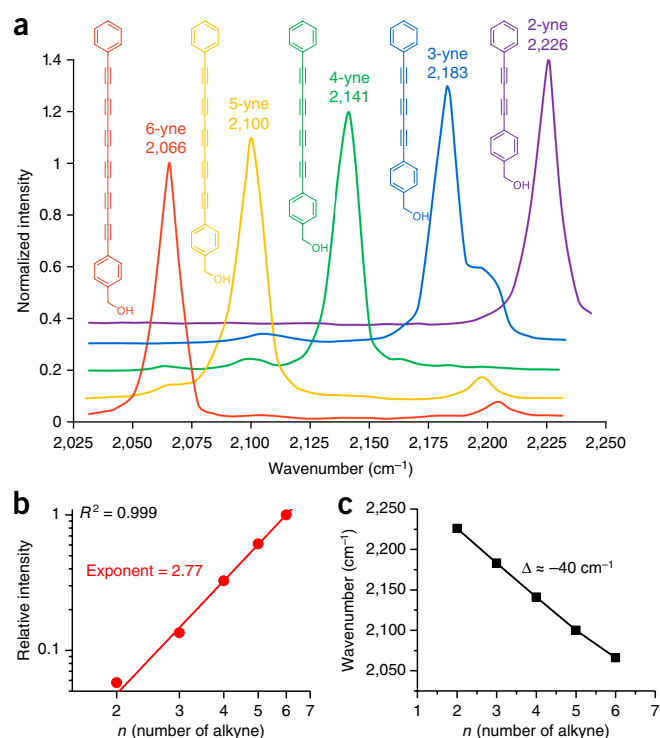 a
6-yne
2,066
5-yne
2,100
4-yne
2,141
3-yne
2,183
2-yne
2,226
OH
OH
OH
OH
OH
Normalized intensity
1.4
1.2
1
0.8
0.6
0.4
0.2
0
2,025 2,050 2,075 2,100 2,125 2,150 2,175 2,200 2,225 2,250
Wavenumber (cm⁻¹)
b
R² = 0.999
Exponent = 2.77
Relative intensity
1
0.1
2 3 4 5 6 7
n (number of alkyne)
c
Δ ≈ −40 cm⁻¹
Wavenumber (cm⁻¹)
2,250
2,200
2,150
2,100
2,050
1 2 3 4 5 6 7
n (number of alkyne)